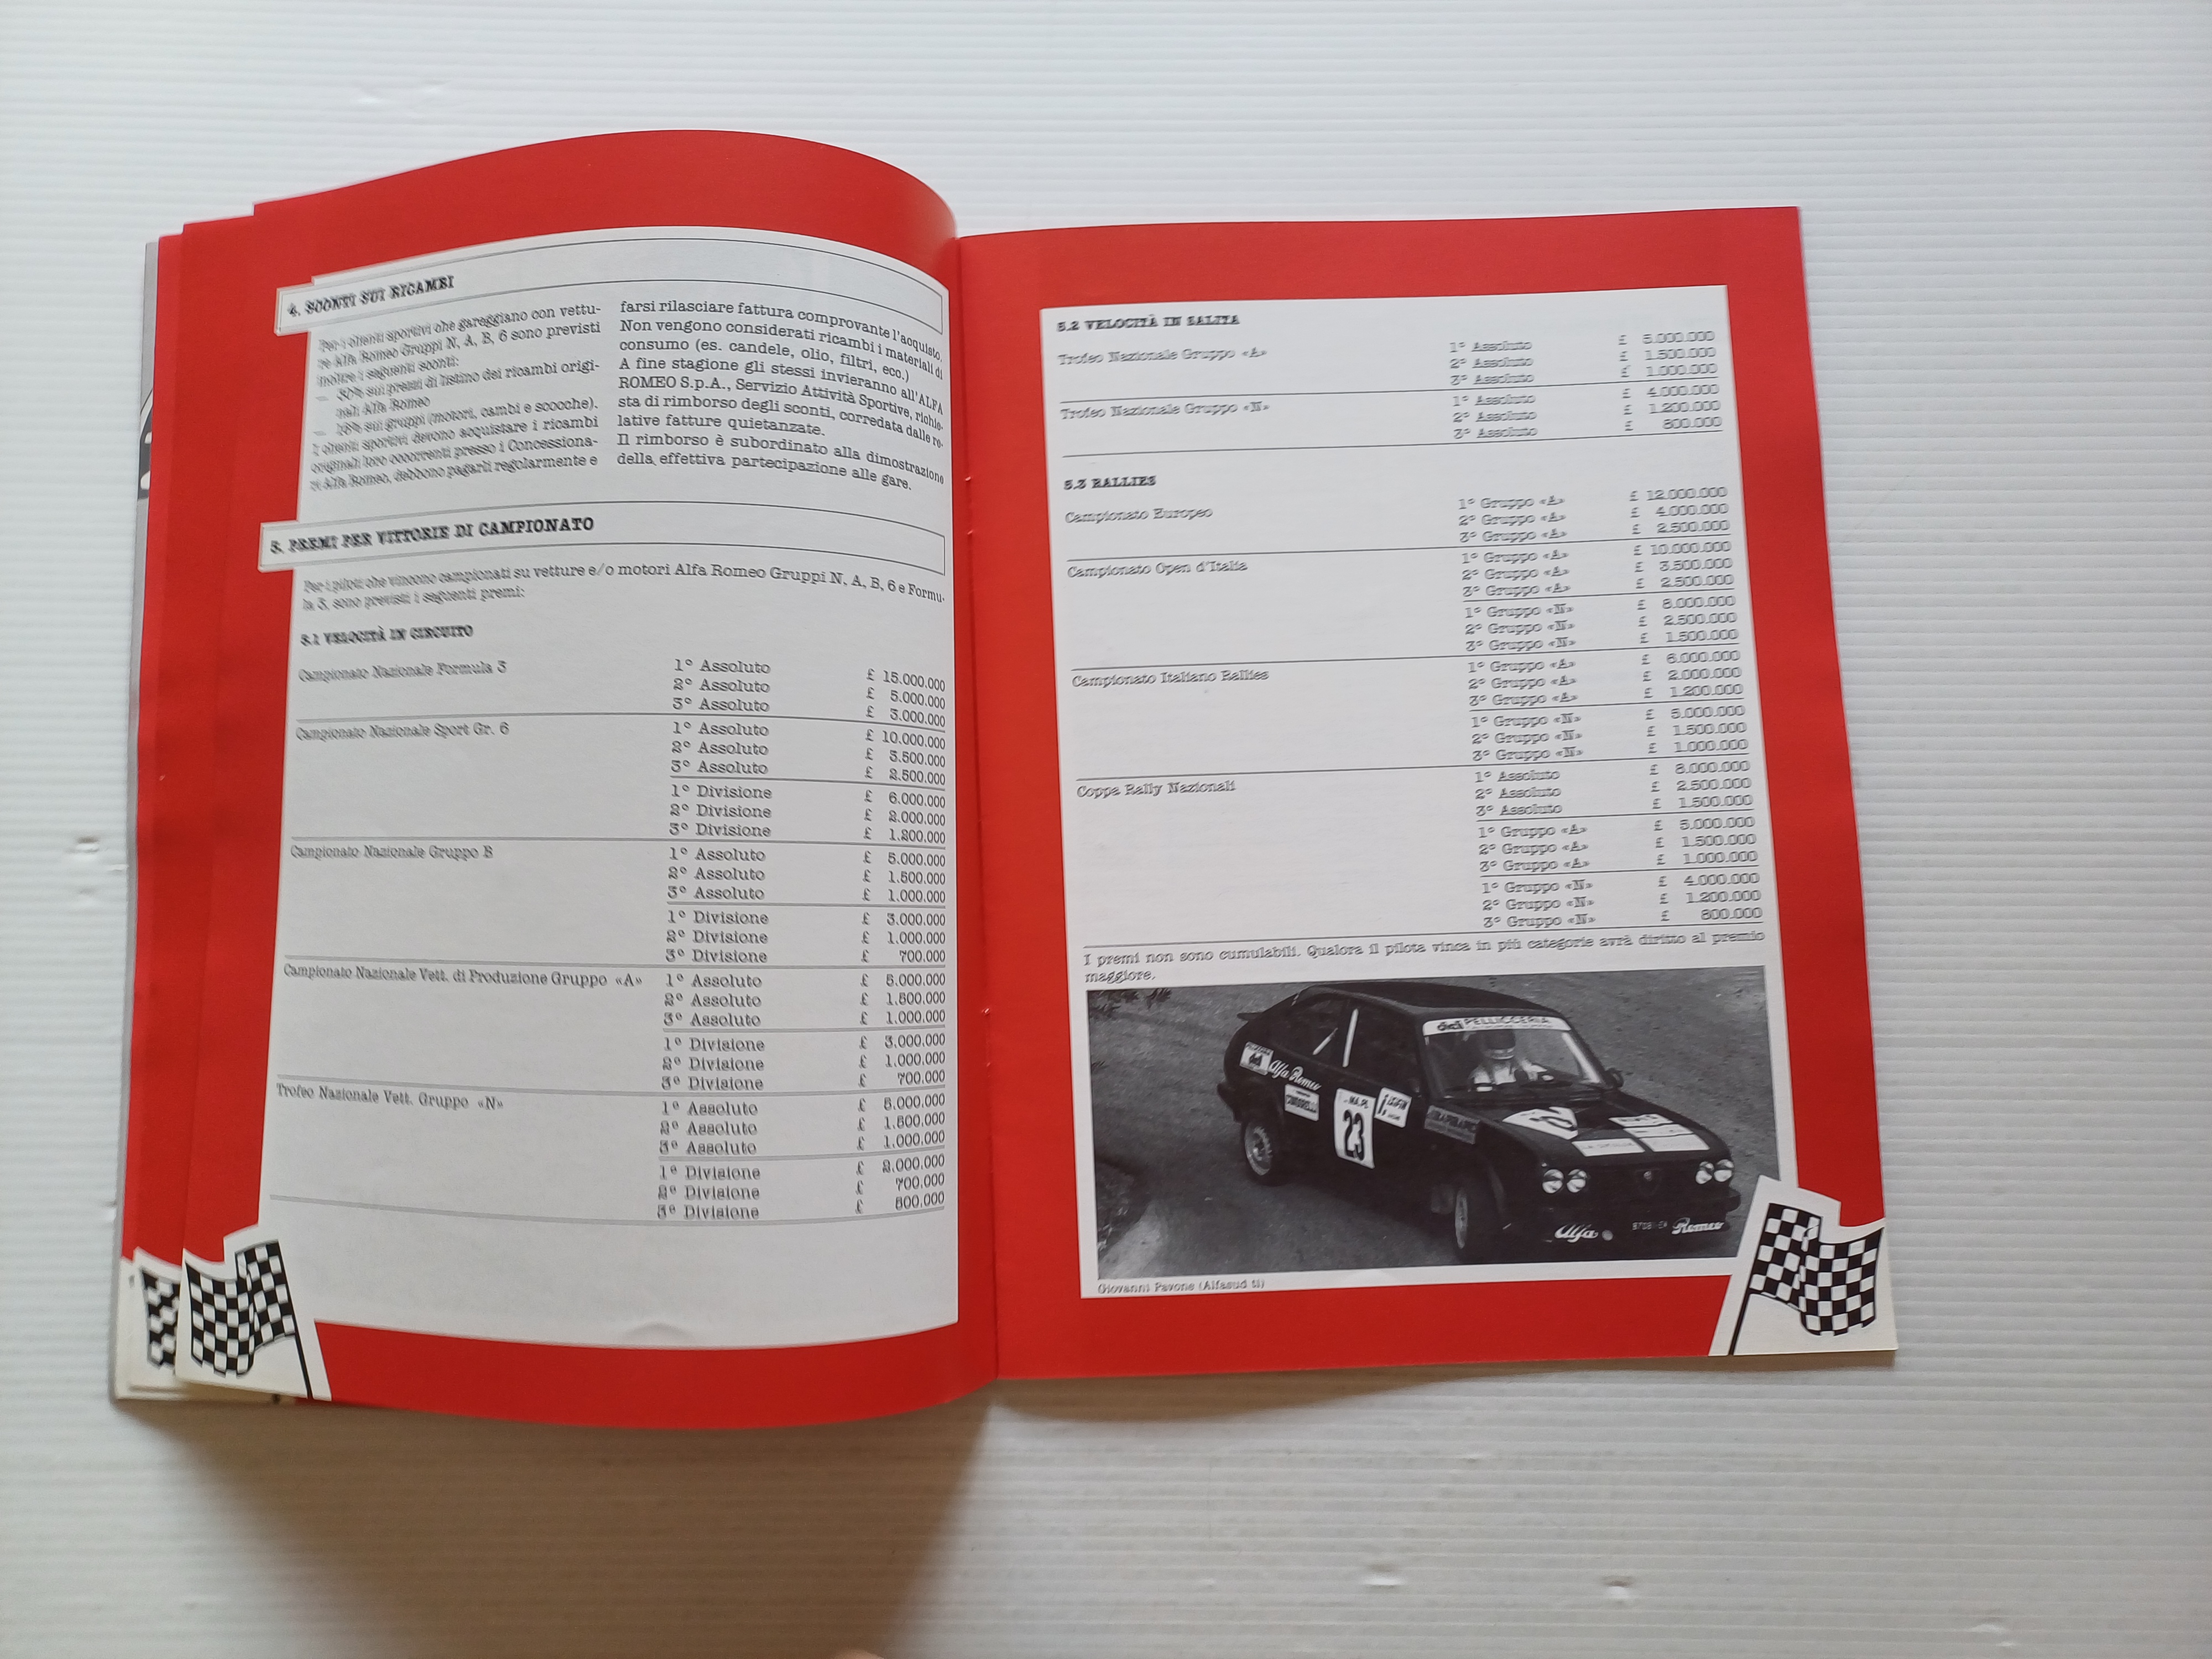 4. SCONTI SUI RICAMBI
Per i clienti sportivi che gareggiano con vettu-
re Alfa Romeo Gruppi N, A, B, 6 sono previsti
inoltre i seguenti sconti:
— 30% sui prezzi di listino dei ricambi origi-
nali Alfa Romeo
— 15% sui gruppi (motori, cambi e scocche).
I clienti sportivi devono acquistare i ricambi
originali loro occorrenti presso i Concessiona-
ri Alfa Romeo, debbono pagarli regolarmente e
farsi rilasciare fattura comprovante l'acquisto.
Non vengono considerati ricambi i materiali di
consumo (es. candele, olio, filtri, ecc.)
A fine stagione gli stessi invieranno all'ALFA
ROMEO S.p.A., Servizio Attività Sportive, richie-
sta di rimborso degli sconti, corredata dalle re-
lative fatture quietanzate.
Il rimborso è subordinato alla dimostrazione
della effettiva partecipazione alle gare.
5. PREMI PER VITTORIE DI CAMPIONATO
Per i piloti che vincono campionati su vetture e/o motori Alfa Romeo Gruppi N, A, B, 6 e Formu-
la 3, sono previsti i seguenti premi:
5.1 VELOCITÀ IN CIRCUITO
Campionato Nazionale Formula 3 1° Assoluto £ 15.000.000
2° Assoluto £ 5.000.000
3° Assoluto £ 3.000.000
Campionato Nazionale Sport Gr. 6 1° Assoluto £ 10.000.000
2° Assoluto £ 3.500.000
3° Assoluto £ 2.500.000
1° Divisione £ 6.000.000
2° Divisione £ 2.000.000
3° Divisione £ 1.200.000
Campionato Nazionale Gruppo B 1° Assoluto £ 5.000.000
2° Assoluto £ 1.500.000
3° Assoluto £ 1.000.000
1° Divisione £ 3.000.000
2° Divisione £ 1.000.000
3° Divisione £ 700.000
Campionato Nazionale Vett. di Produzione Gruppo «A» 1° Assoluto £ 5.000.000
2° Assoluto £ 1.500.000
3° Assoluto £ 1.000.000
1° Divisione £ 3.000.000
2° Divisione £ 1.000.000
3° Divisione £ 700.000
Trofeo Nazionale Vett. Gruppo «N» 1° Assoluto £ 5.000.000
2° Assoluto £ 1.500.000
3° Assoluto £ 1.000.000
1° Divisione £ 2.000.000
2° Divisione £ 700.000
3° Divisione £ 500.000
5.2 VELOCITÀ IN SALITA
Trofeo Nazionale Gruppo «A» 1° Assoluto £ 5.000.000
2° Assoluto £ 1.500.000
3° Assoluto £ 1.000.000
Trofeo Nazionale Gruppo «N» 1° Assoluto £ 4.000.000
2° Assoluto £ 1.200.000
3° Assoluto £ 800.000
5.3 RALLIES
Campionato Europeo 1° Gruppo «A» £ 12.000.000
2° Gruppo «A» £ 4.000.000
3° Gruppo «A» £ 2.500.000
Campionato Open d'Italia 1° Gruppo «A» £ 10.000.000
2° Gruppo «A» £ 3.500.000
3° Gruppo «A» £ 2.500.000
1° Gruppo «N» £ 8.000.000
2° Gruppo «N» £ 2.500.000
3° Gruppo «N» £ 1.500.000
Campionato Italiano Rallies 1° Gruppo «A» £ 6.000.000
2° Gruppo «A» £ 2.000.000
3° Gruppo «A» £ 1.200.000
1° Gruppo «N» £ 5.000.000
2° Gruppo «N» £ 1.500.000
3° Gruppo «N» £ 1.000.000
Coppa Rally Nazionali 1° Assoluto £ 8.000.000
2° Assoluto £ 2.500.000
3° Assoluto £ 1.500.000
1° Gruppo «A» £ 5.000.000
2° Gruppo «A» £ 1.500.000
3° Gruppo «A» £ 1.000.000
1° Gruppo «N» £ 4.000.000
2° Gruppo «N» £ 1.200.000
3° Gruppo «N» £ 800.000
I premi non sono cumulabili. Qualora il pilota vinca in più categorie avrà diritto al premio
maggiore.
PELLICCERIA
Alfa Romeo
23
Alfa Romeo
Giovanni Pavone (Alfasud ti)